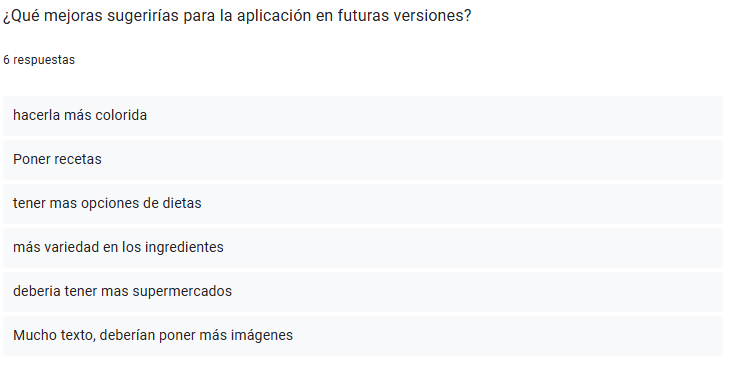 ¿Qué mejoras sugerirías para la aplicación en futuras versiones?
6 respuestas
hacerla más colorida
Poner recetas
tener mas opciones de dietas
más variedad en los ingredientes
deberia tener mas supermercados
Mucho texto, deberían poner más imágenes